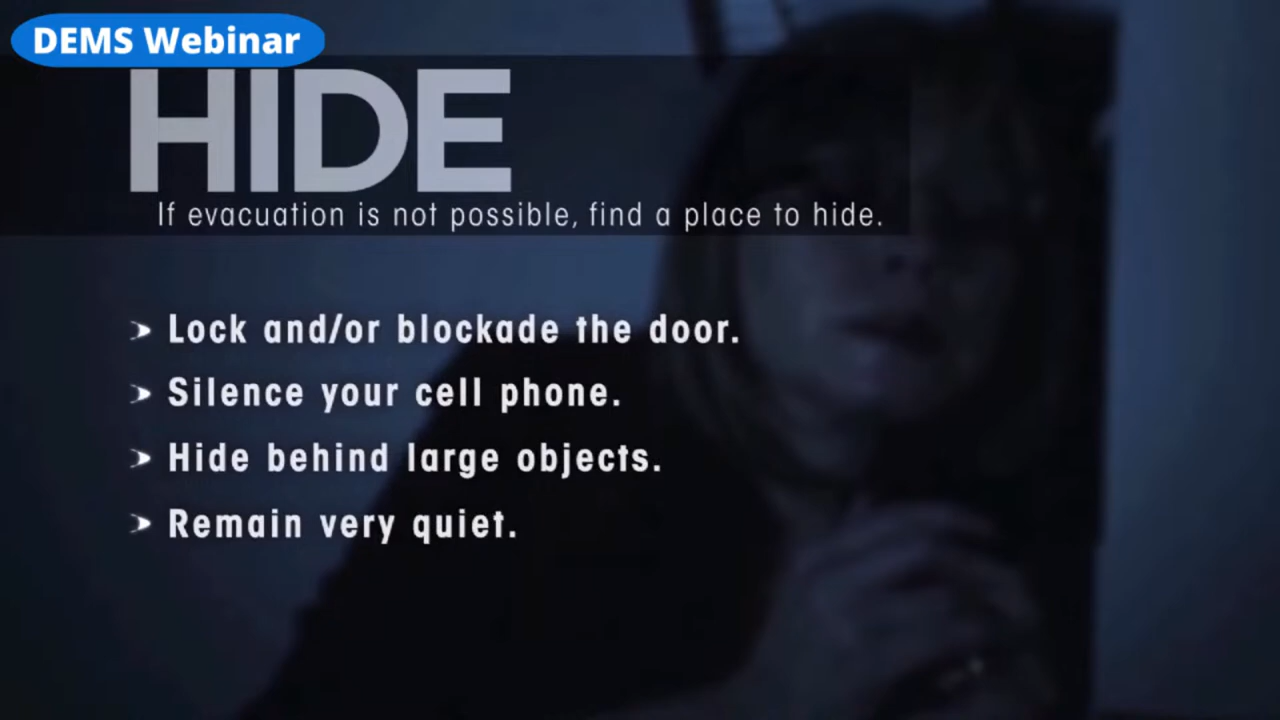 DEMS Webinar
HIDE
If evacuation is not possible, find a place to hide.
➢ Lock and/or blockade the door.
➢ Silence your cell phone.
➢ Hide behind large objects.
➢ Remain very quiet.